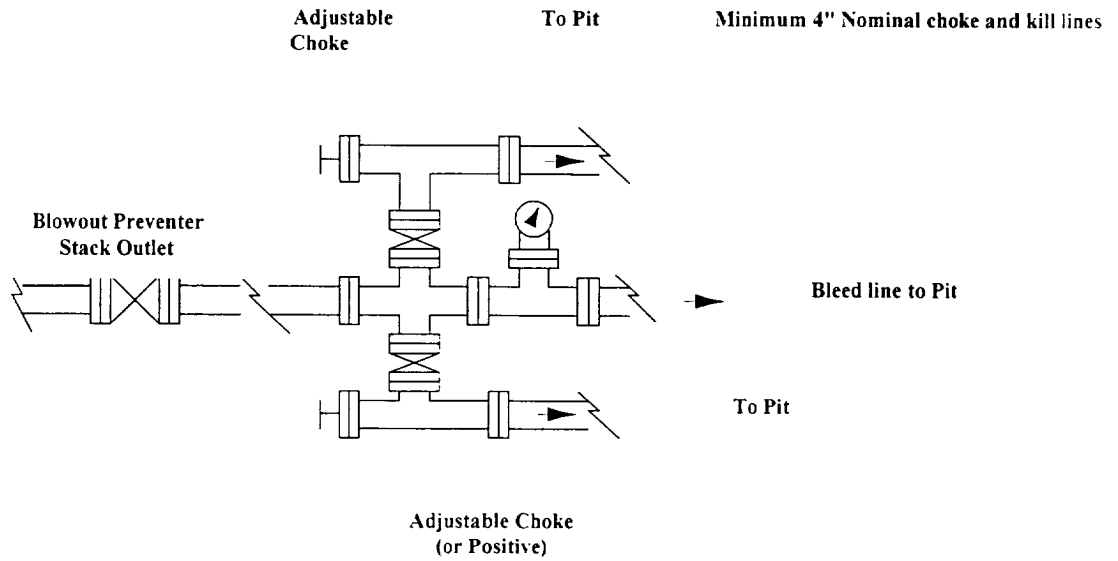 Adjustable
Choke
To Pit
Minimum 4" Nominal choke and kill lines
Blowout Preventer
Stack Outlet
Bleed line to Pit
To Pit
Adjustable Choke
(or Positive)